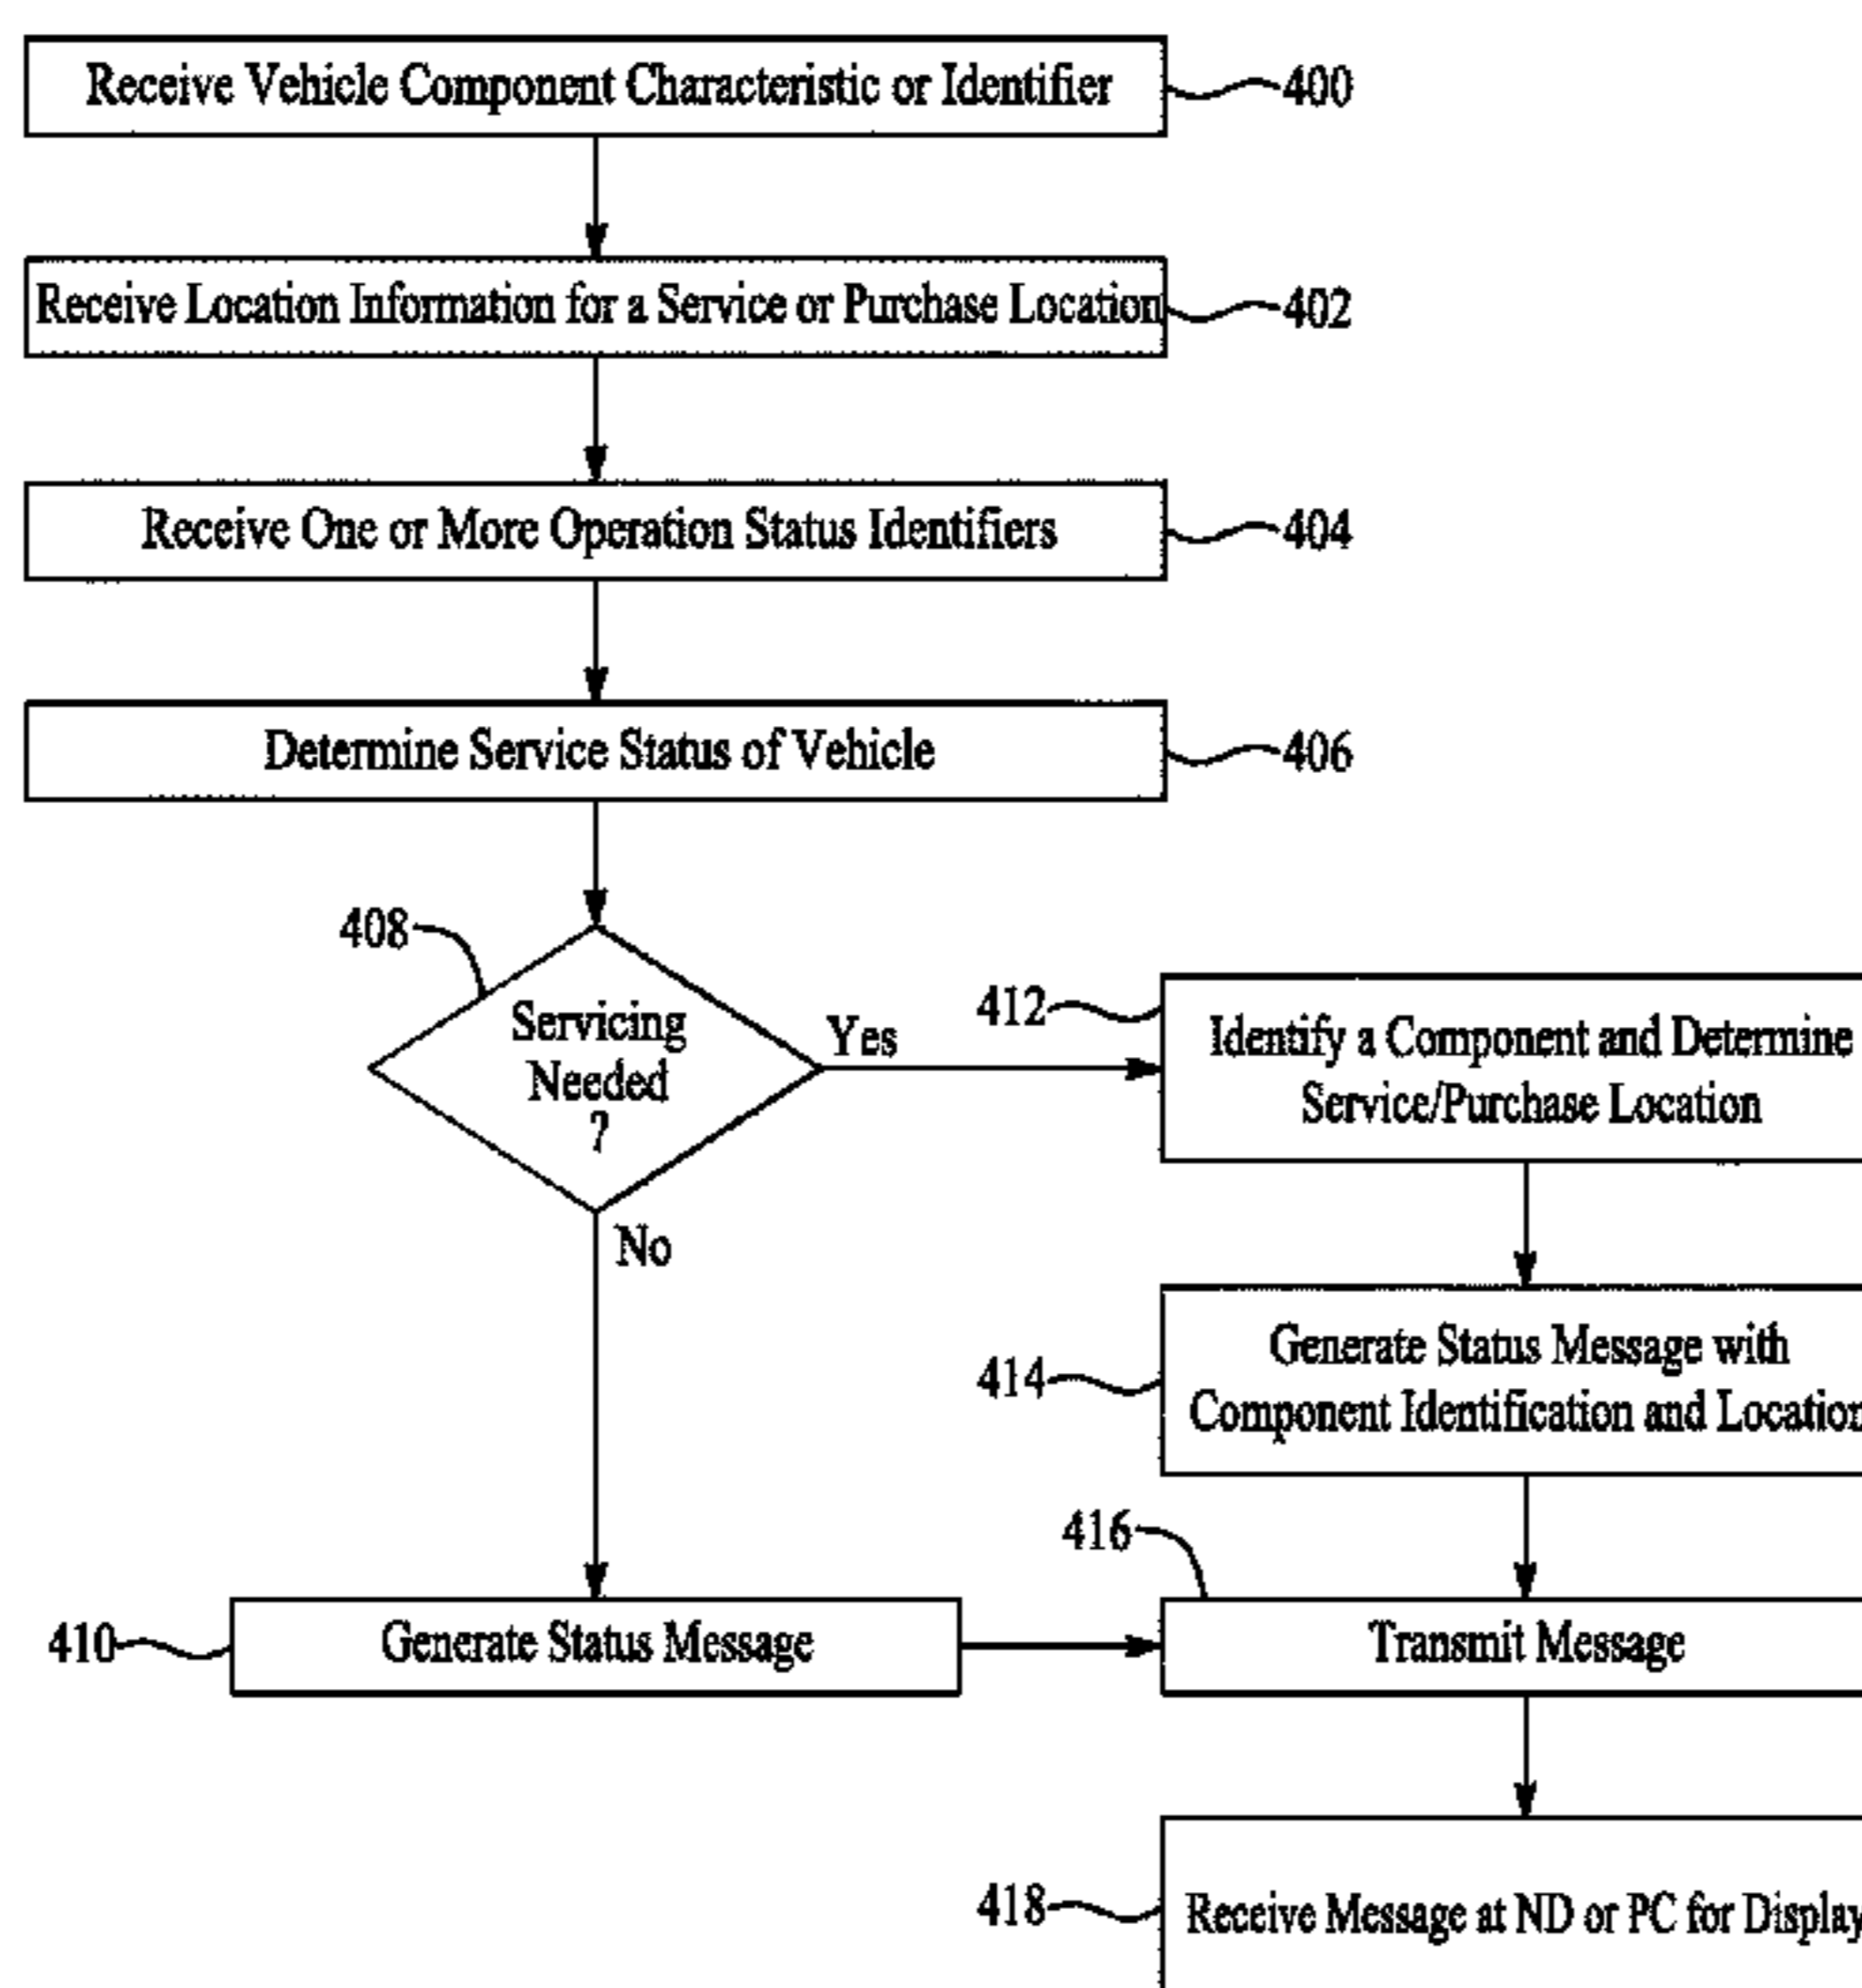 Receive Vehicle Component Characteristic or Identifier
400
Receive Location Information for a Service or Purchase Location
402
Receive One or More Operation Status Identifiers
404
Determine Service Status of Vehicle
406
408
Servicing
Needed
?
Yes
No
412
Identify a Component and Determine
Service/Purchase Location
414
Generate Status Message with
Component Identification and Location
416
410
Generate Status Message
Transmit Message
418
Receive Message at ND or PC for Display